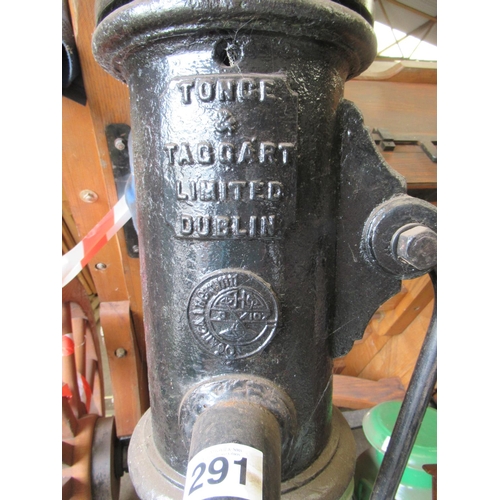 TONGE
&
TAGGART
LIMITED
DUBLIN
291